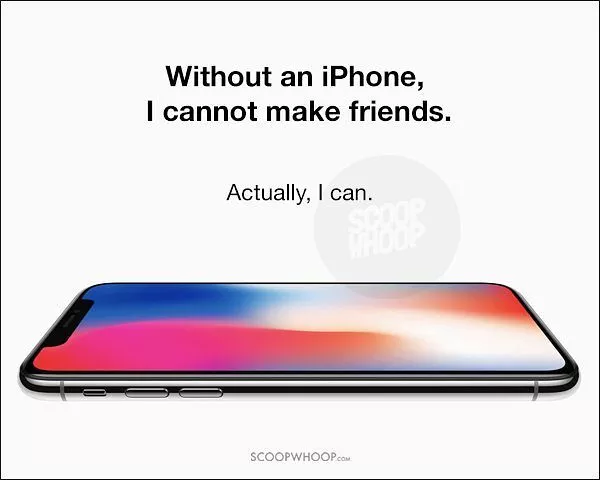 Without an iPhone,
I cannot make friends.
Actually, I can.
SCOOP
WHOOP
SCOOPWHOOP.COM